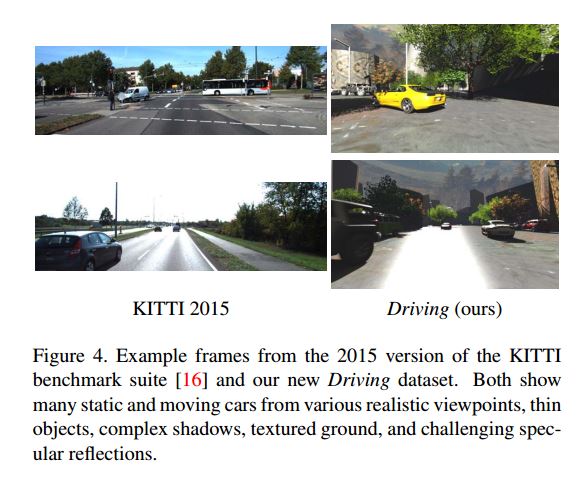 KITTI 2015
Driving (ours)
Figure 4. Example frames from the 2015 version of the KITTI
benchmark suite [16] and our new Driving dataset. Both show
many static and moving cars from various realistic viewpoints, thin
objects, complex shadows, textured ground, and challenging spec-
ular reflections.